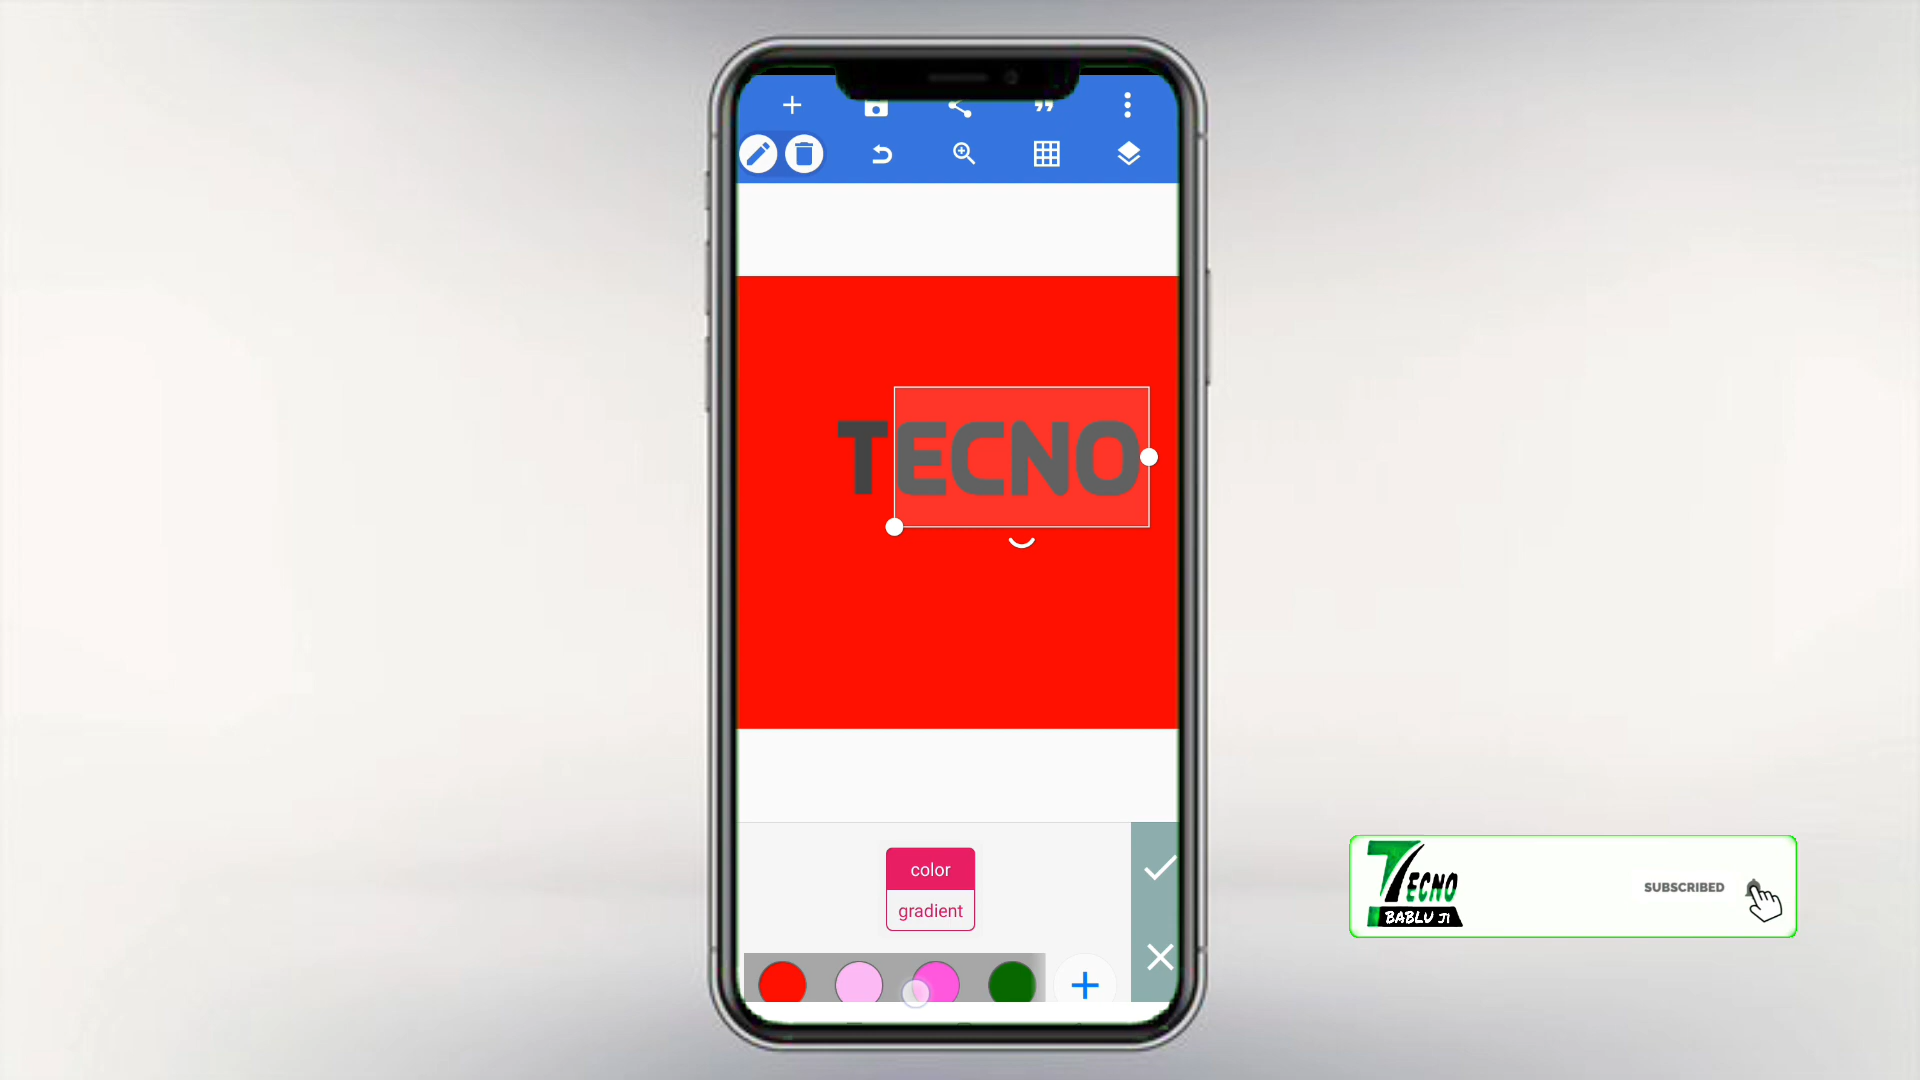 TECNO
color
gradient
TECNO
BABLU JI
SUBSCRIBED